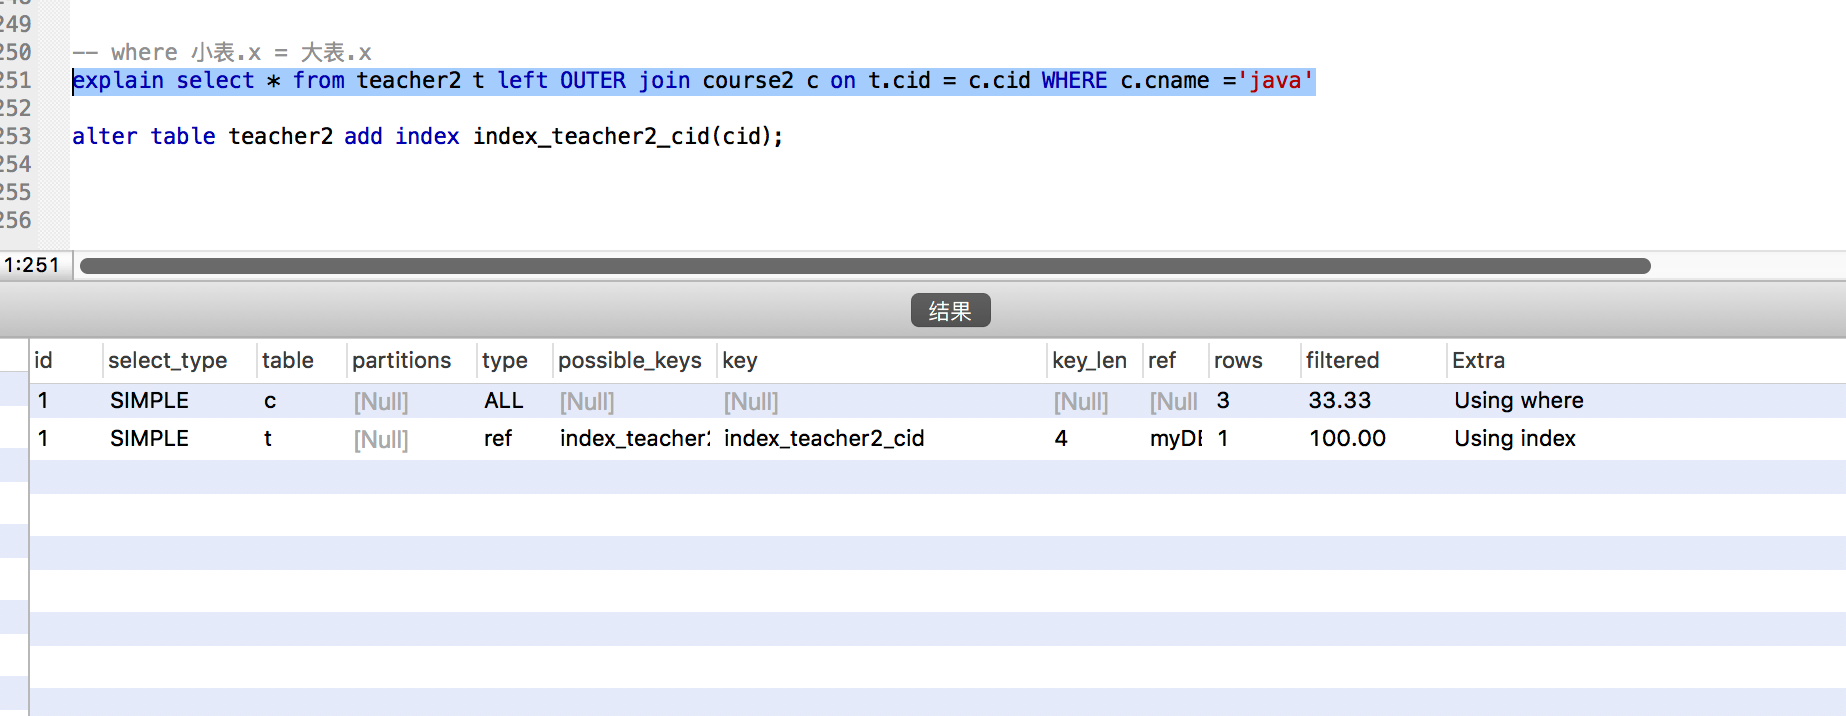 249
250 -- where 小表.x = 大表.x
251 explain select * from teacher2 t left OUTER join course2 c on t.cid = c.cid WHERE c.cname ='java'
252
253 alter table teacher2 add index index_teacher2_cid(cid);
254
255
256
1:251
结果
id select_type table partitions type possible_keys key key_len ref rows filtered Extra
1 SIMPLE c [Null] ALL [Null] [Null] [Null] [Null 3 33.33 Using where
1 SIMPLE t [Null] ref index_teacher2 index_teacher2_cid 4 myDB 1 100.00 Using index